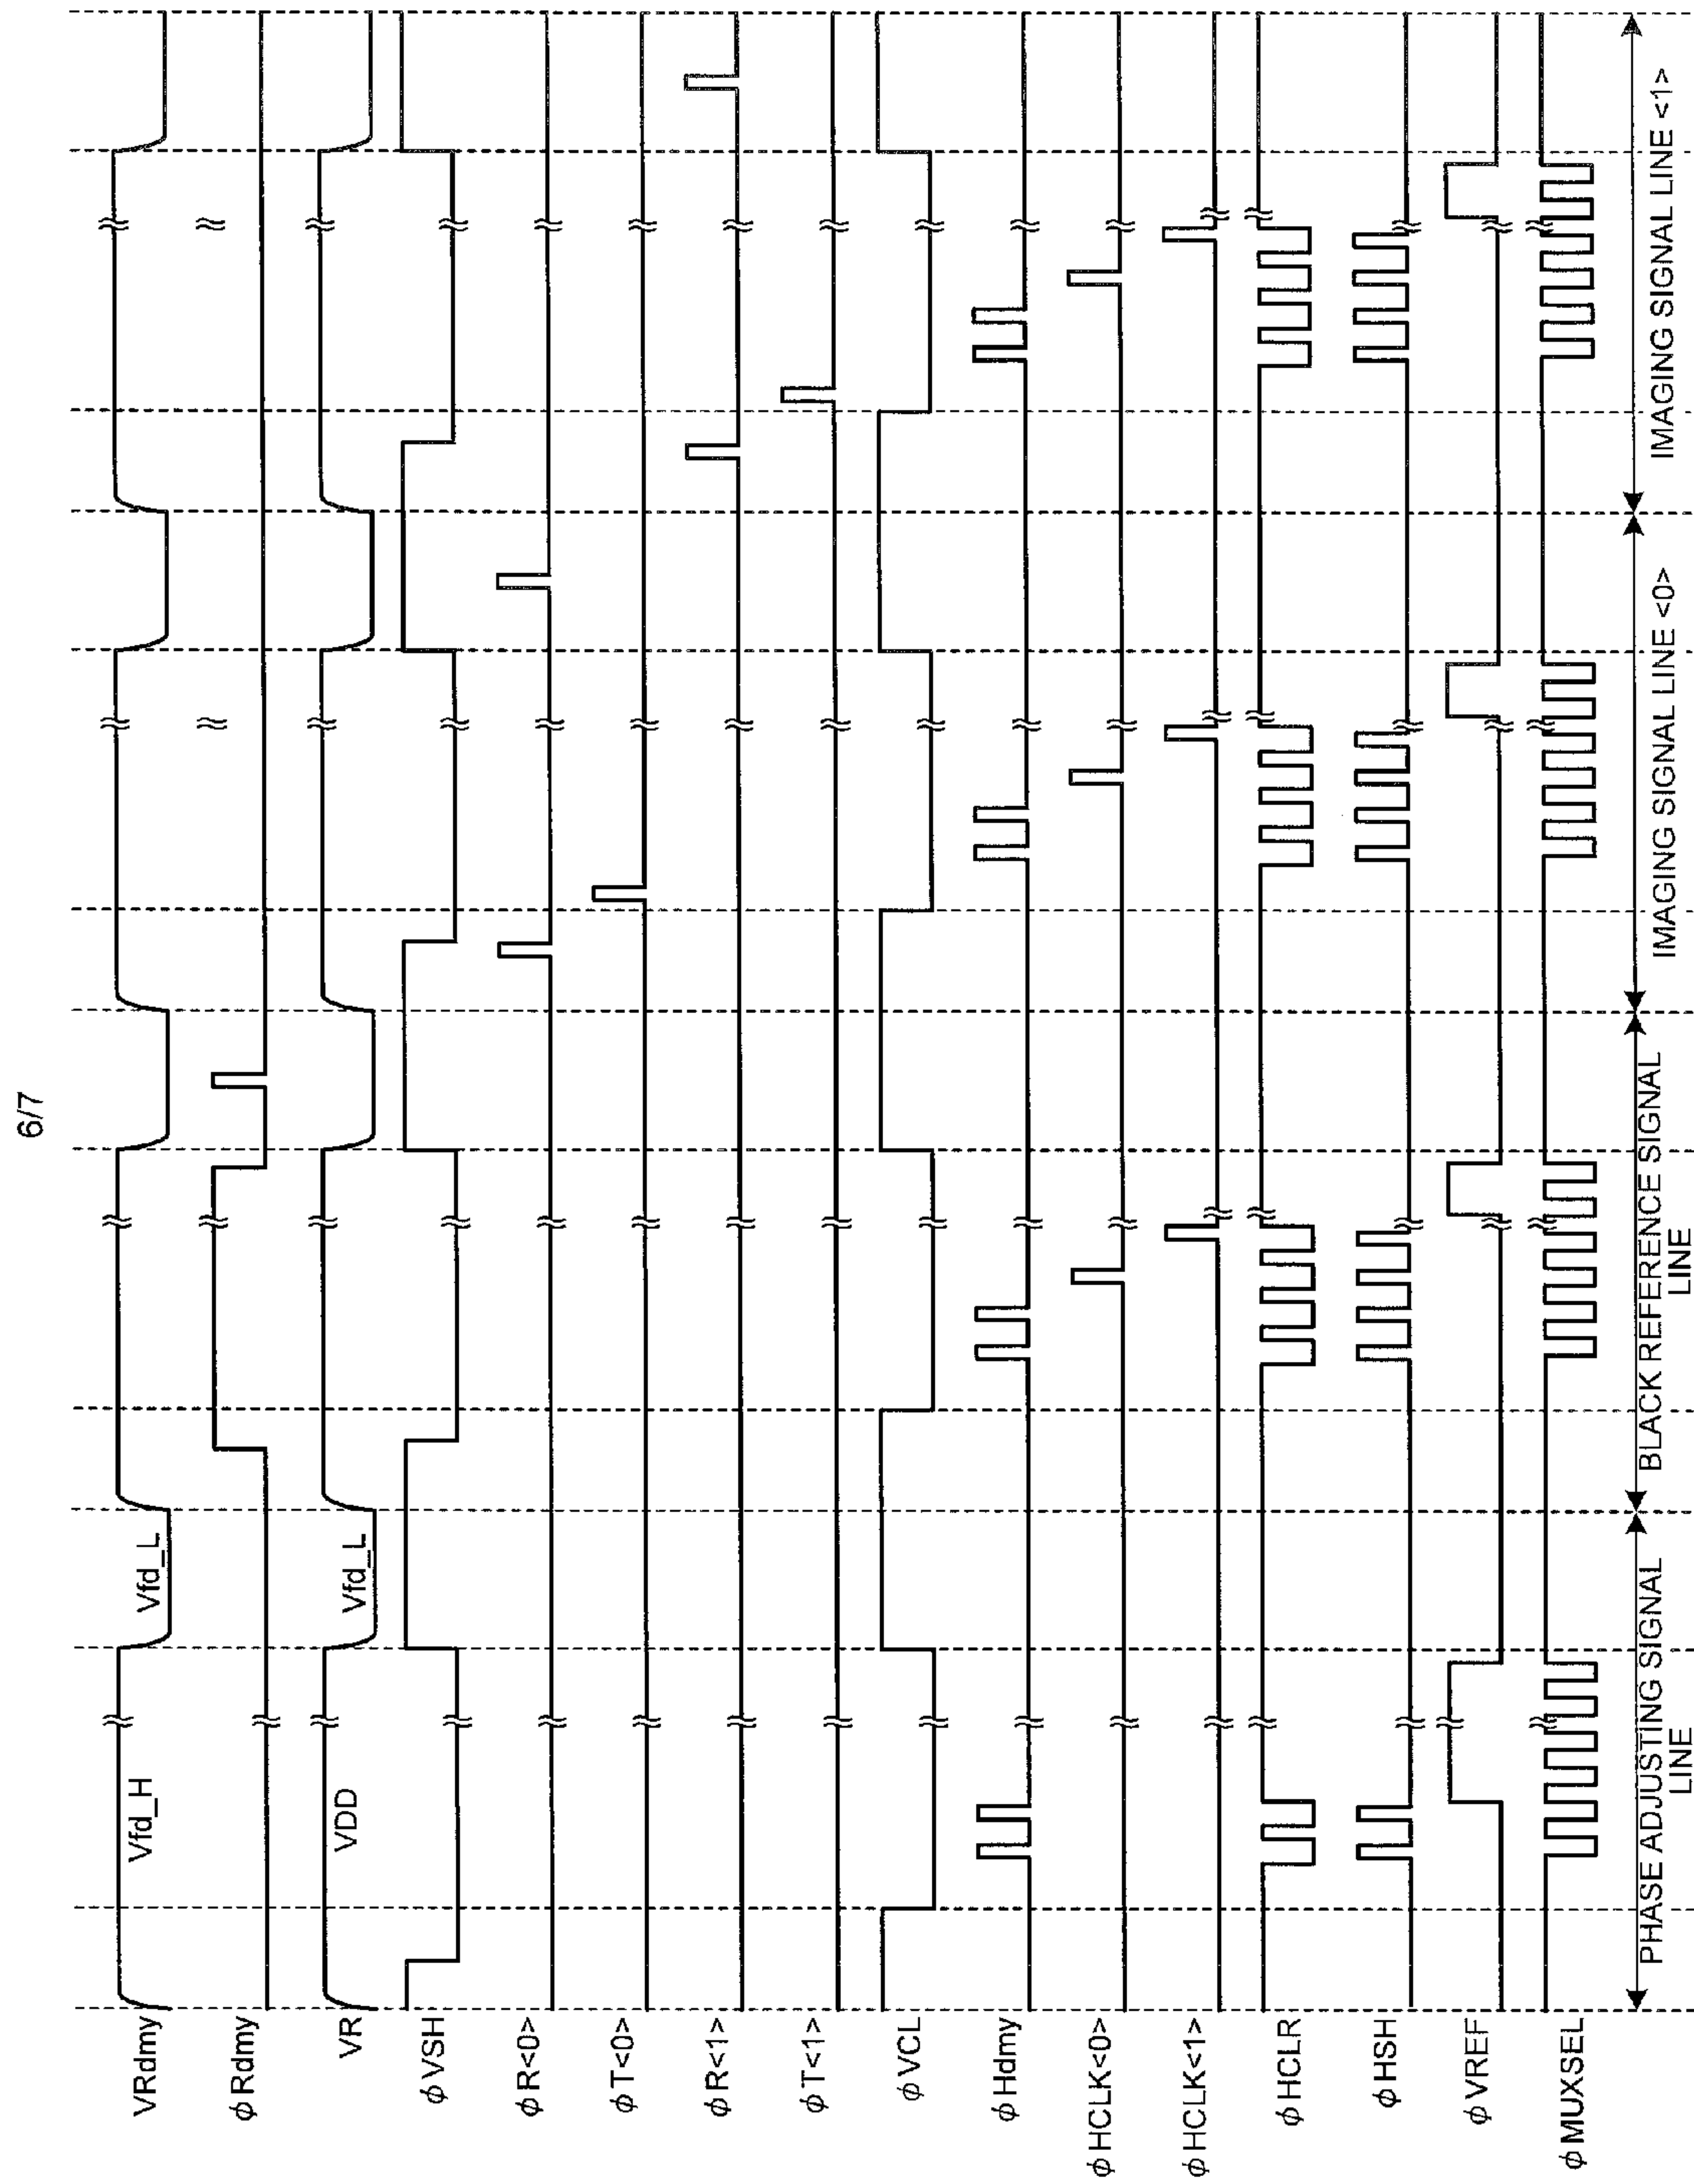 6/7
VRdmy
Vfd_H
Vfd_L
φRdmy
VR
VDD
Vfd_L
φVSH
φR<0>
φT<0>
φR<1>
φT<1>
φVCL
φHdmy
φHCLK<0>
φHCLK<1>
φHCLR
φHSH
φVREF
φMUXSEL
PHASE ADJUSTING SIGNAL
LINE
BLACK REFERENCE SIGNAL
LINE
IMAGING SIGNAL LINE <0>
IMAGING SIGNAL LINE <1>